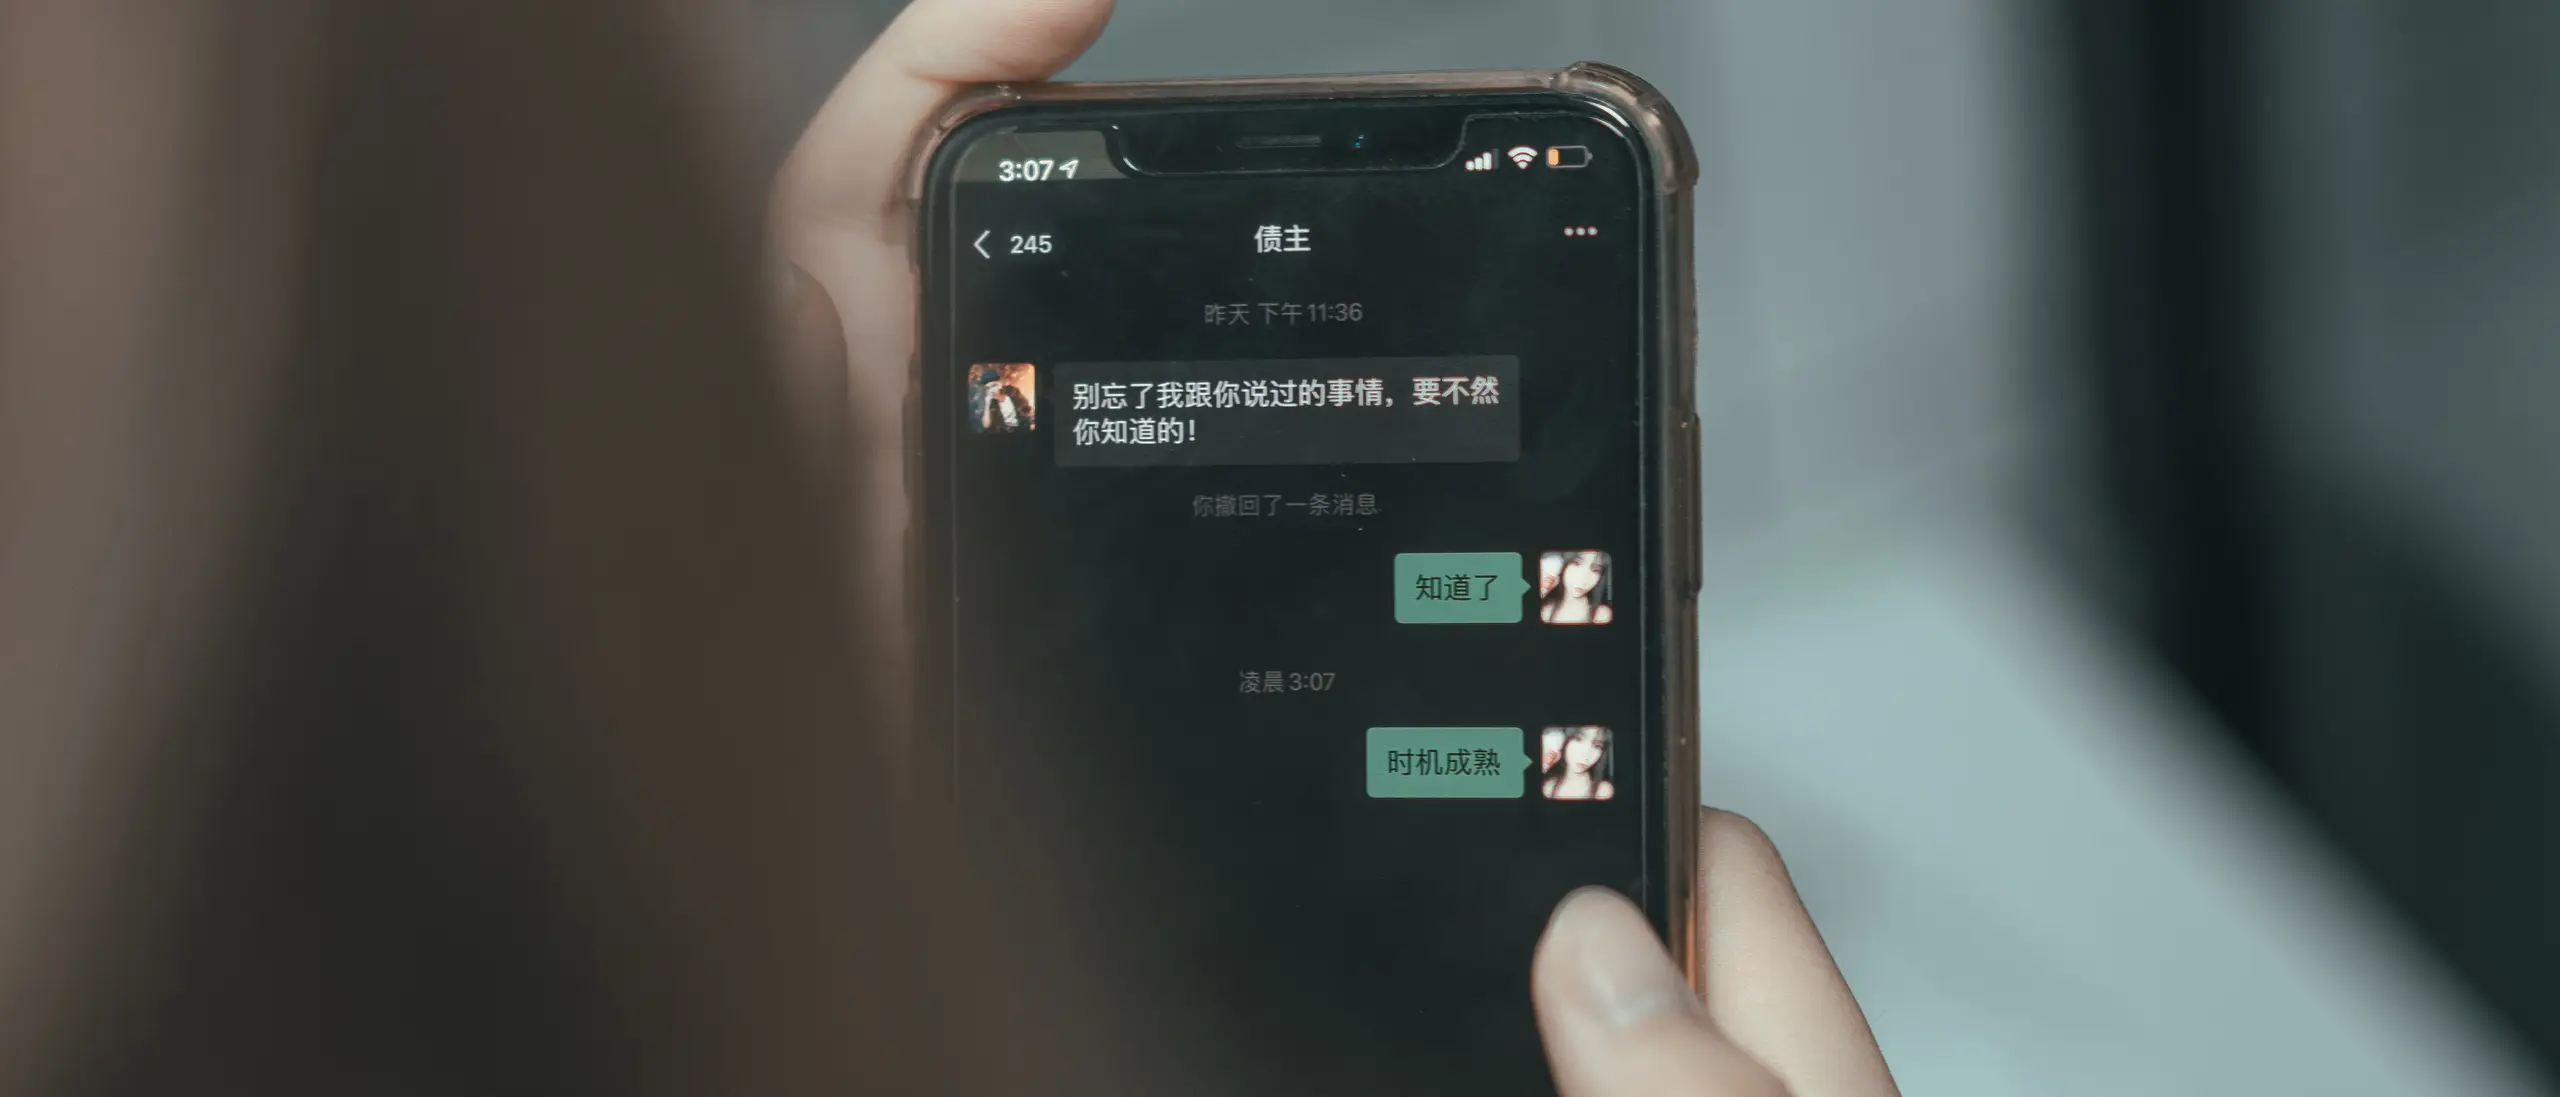 3:07
245
债主
昨天 下午 11:36
别忘了我跟你说过的事情，要不然
你知道的！
你撤回了一条消息
知道了
凌晨 3:07
时机成熟